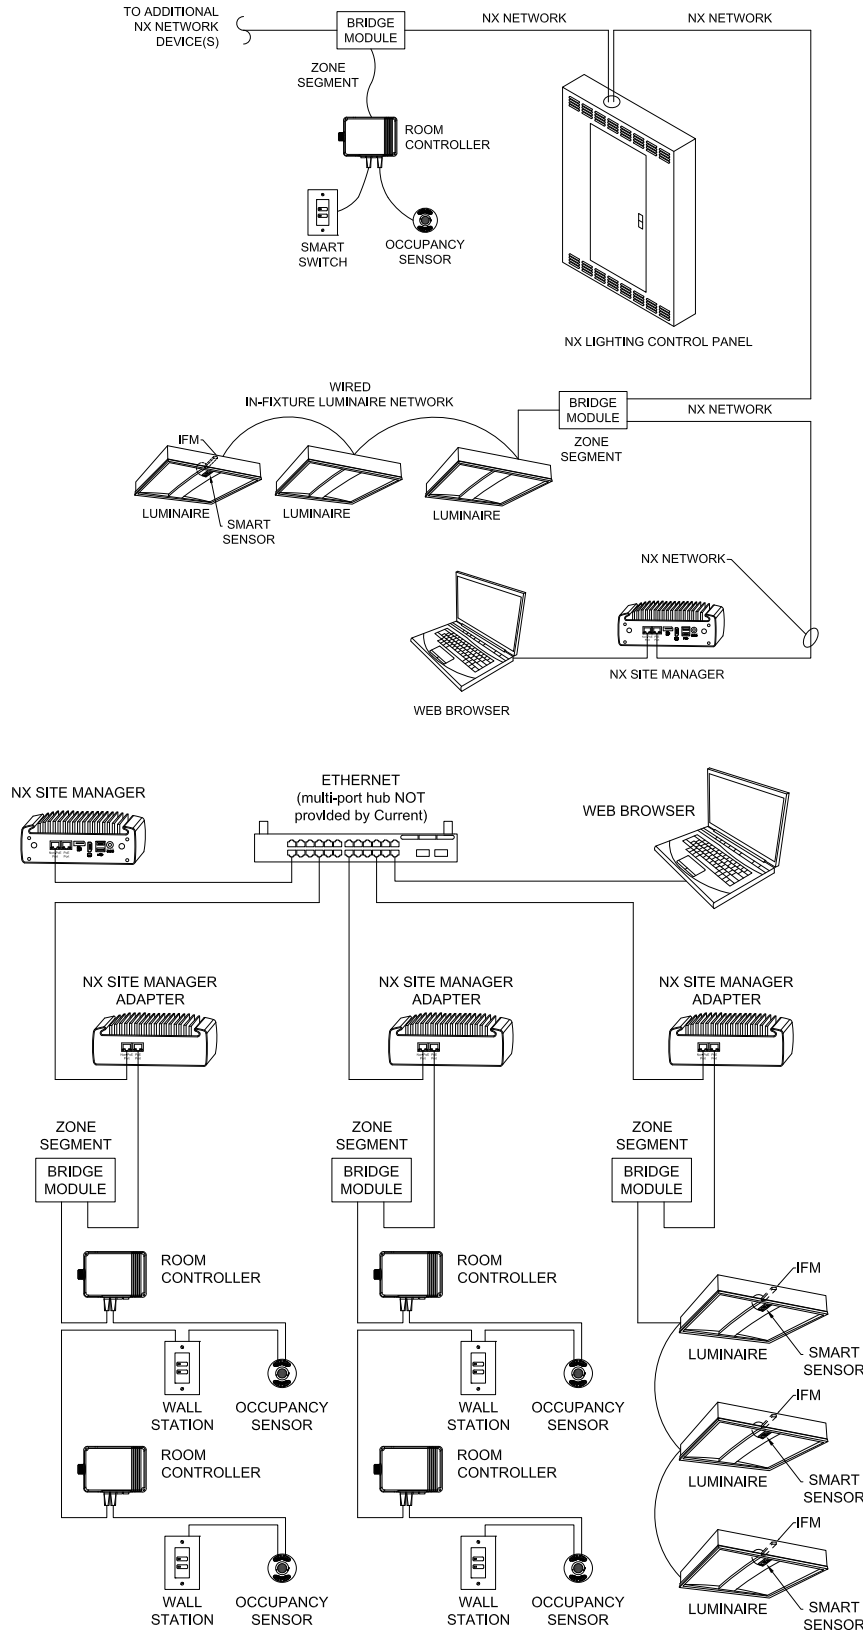 TO ADDITIONAL
NX NETWORK
DEVICE(S)
BRIDGE
MODULE
NX NETWORK
NX NETWORK
ZONE
SEGMENT
ROOM
CONTROLLER
SMART
SWITCH
OCCUPANCY
SENSOR
NX LIGHTING CONTROL PANEL
WIRED
IN-FIXTURE LUMINAIRE NETWORK
BRIDGE
MODULE
NX NETWORK
ZONE
SEGMENT
IFM
LUMINAIRE
SMART
SENSOR
LUMINAIRE
LUMINAIRE
NX NETWORK
NX SITE MANAGER
WEB BROWSER
NX SITE MANAGER
ETHERNET
(multi-port hub NOT
provided by Current)
WEB BROWSER
NX SITE MANAGER
ADAPTER
NX SITE MANAGER
ADAPTER
NX SITE MANAGER
ADAPTER
ZONE
SEGMENT
BRIDGE
MODULE
ZONE
SEGMENT
BRIDGE
MODULE
ZONE
SEGMENT
BRIDGE
MODULE
ROOM
CONTROLLER
ROOM
CONTROLLER
IFM
LUMINAIRE
SMART
SENSOR
WALL
STATION
OCCUPANCY
SENSOR
WALL
STATION
OCCUPANCY
SENSOR
IFM
LUMINAIRE
SMART
SENSOR
ROOM
CONTROLLER
ROOM
CONTROLLER
IFM
LUMINAIRE
SMART
SENSOR
WALL
STATION
OCCUPANCY
SENSOR
WALL
STATION
OCCUPANCY
SENSOR